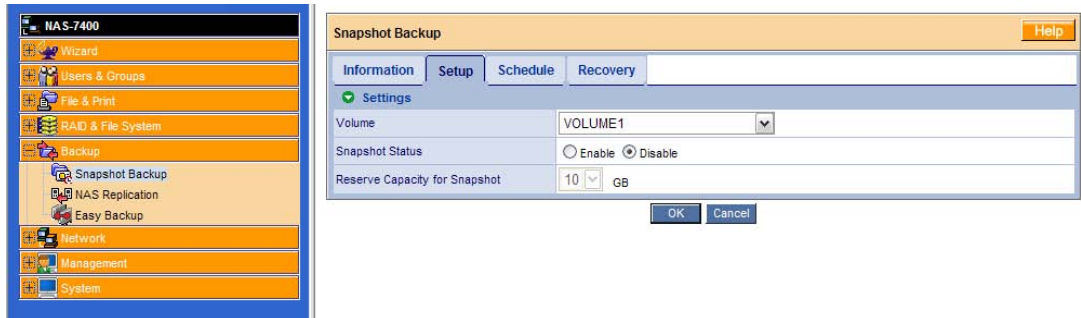 NAS-7400
Wizard
Users & Groups
File & Print
RAID & File System
Backup
Snapshot Backup
NAS Replication
Easy Backup
Network
Management
System
Snapshot Backup
Help
Information Setup Schedule Recovery
Settings
Volume VOLUME1
Snapshot Status Enable Disable
Reserve Capacity for Snapshot 10 GB
OK Cancel